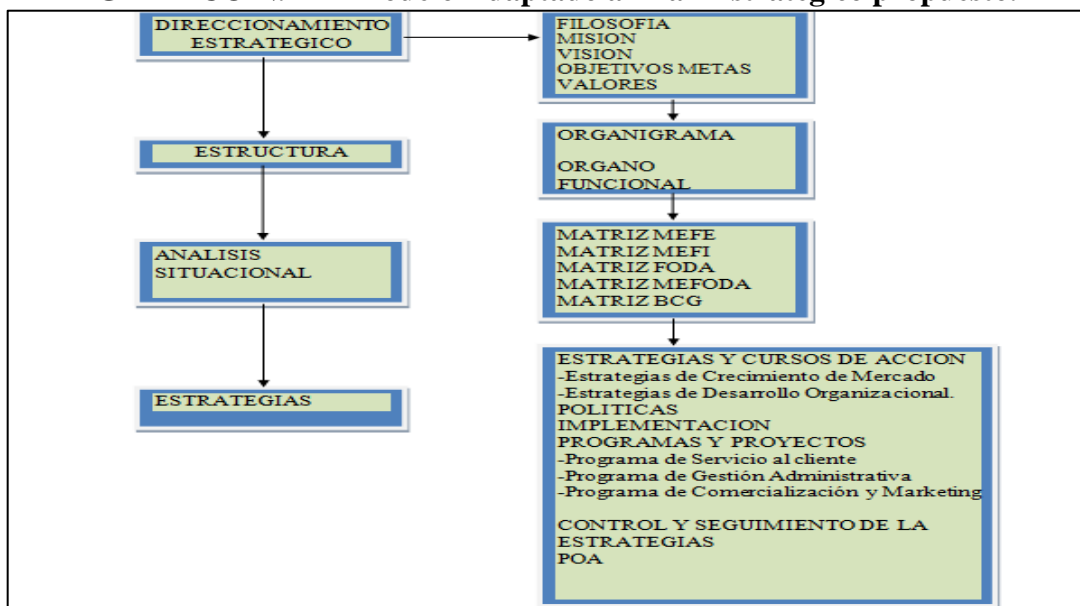 DIRECCIONAMIENTO
ESTRATEGICO
ESTRUCTURA
ANALISIS
SITUACIONAL
ESTRATEGIAS
FILOSOFIA
MISION
VISION
OBJETIVOS METAS
VALORES
ORGANIGRAMA
ORGANO
FUNCIONAL
MATRIZ MEFE
MATRIZ MEFI
MATRIZ FODA
MATRIZ MEFODA
MATRIZ BCG
ESTRATEGIAS Y CURSOS DE ACCION
-Estrategias de Crecimiento de Mercado
-Estrategias de Desarrollo Organizacional.
POLITICAS
IMPLEMENTACION
PROGRAMAS Y PROYECTOS
-Programa de Servicio al cliente
-Programa de Gestión Administrativa
-Programa de Comercialización y Marketing
CONTROL Y SEGUIMIENTO DE LA
ESTRATEGIAS
POA